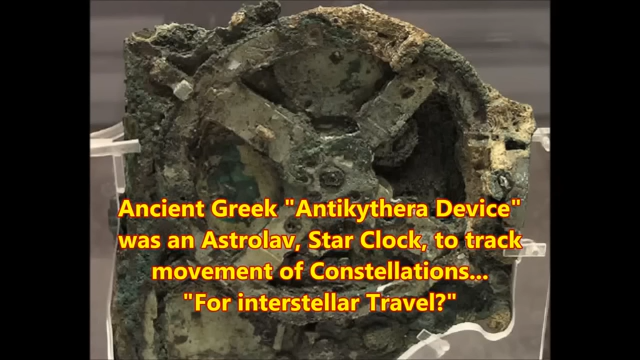 Ancient Greek "Antikythera Device"
was an Astrolav, Star Clock, to track
movement of Constellations...
"For interstellar Travel?"